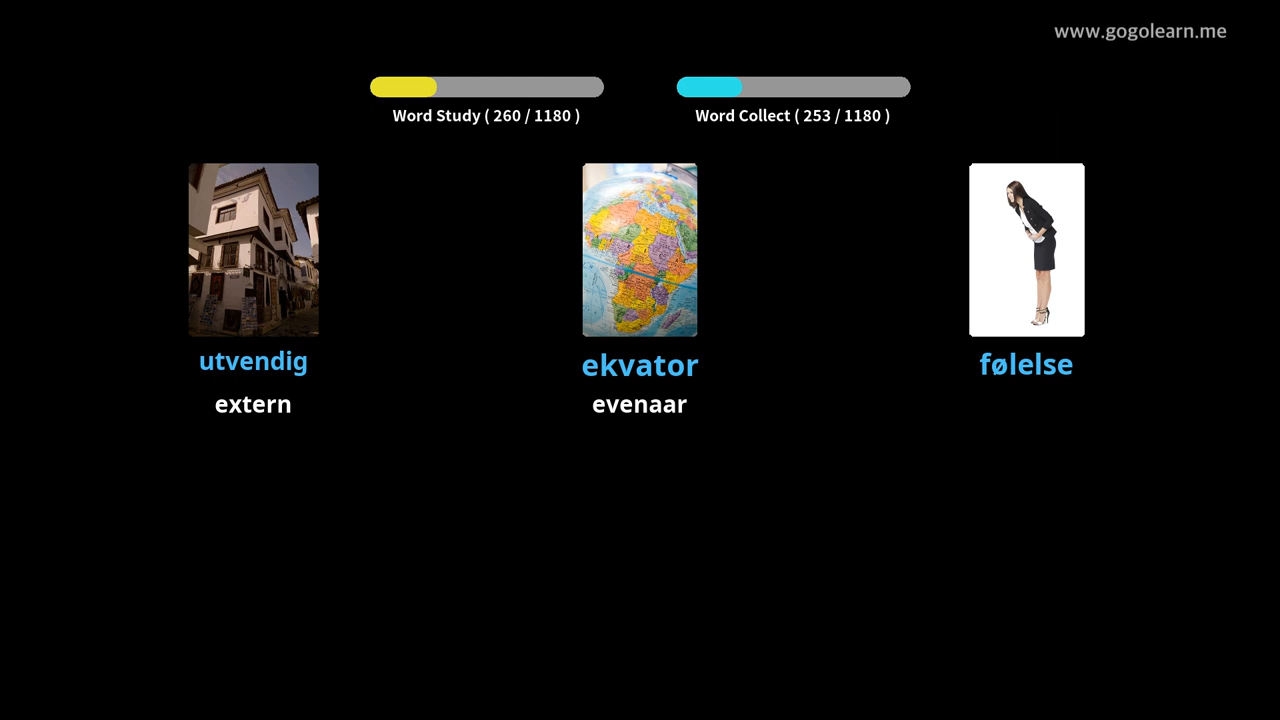 www.gogolearn.me
Word Study ( 260 / 1180 )
Word Collect ( 253 / 1180 )
utvendig
ekvator
følelse
extern
evenaar